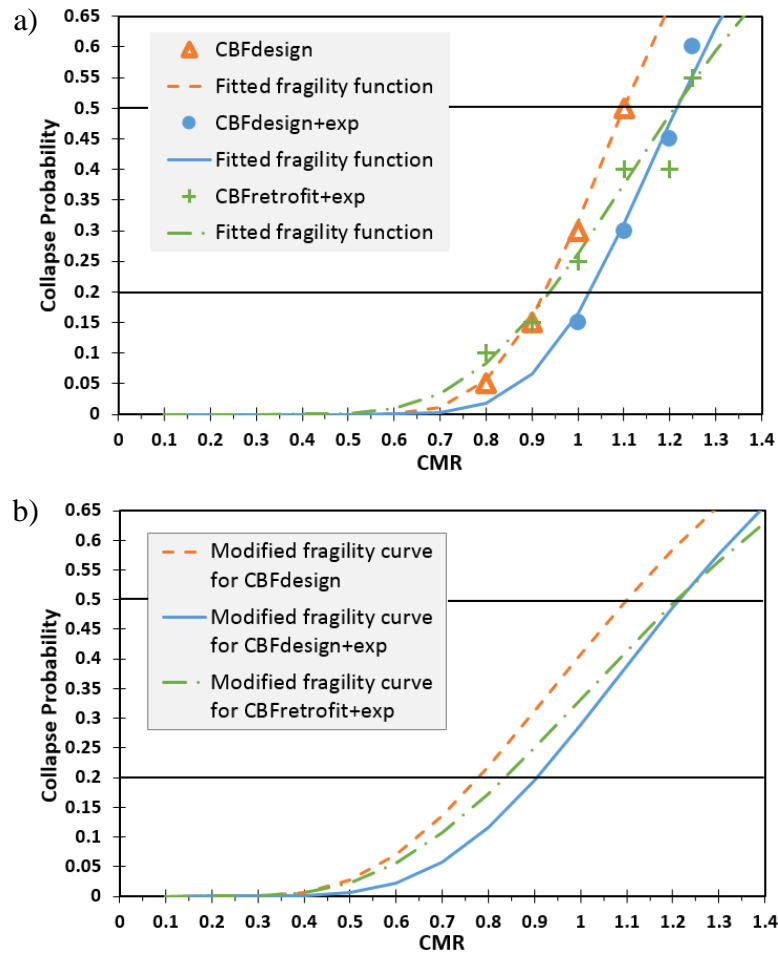 a)
0.65
0.6
0.55
0.5
0.45
0.4
0.35
0.3
0.25
0.2
0.15
0.1
0.05
0
Collapse Probability
CBFdesign
Fitted fragility function
CBFdesign+exp
Fitted fragility function
CBFretrofit+exp
Fitted fragility function
0 0.1 0.2 0.3 0.4 0.5 0.6 0.7 0.8 0.9 1 1.1 1.2 1.3 1.4
CMR
b)
0.65
0.6
0.55
0.5
0.45
0.4
0.35
0.3
0.25
0.2
0.15
0.1
0.05
0
Collapse Probability
Modified fragility curve
for CBFdesign
Modified fragility curve
for CBFdesign+exp
Modified fragility curve
for CBFretrofit+exp
0 0.1 0.2 0.3 0.4 0.5 0.6 0.7 0.8 0.9 1 1.1 1.2 1.3 1.4
CMR